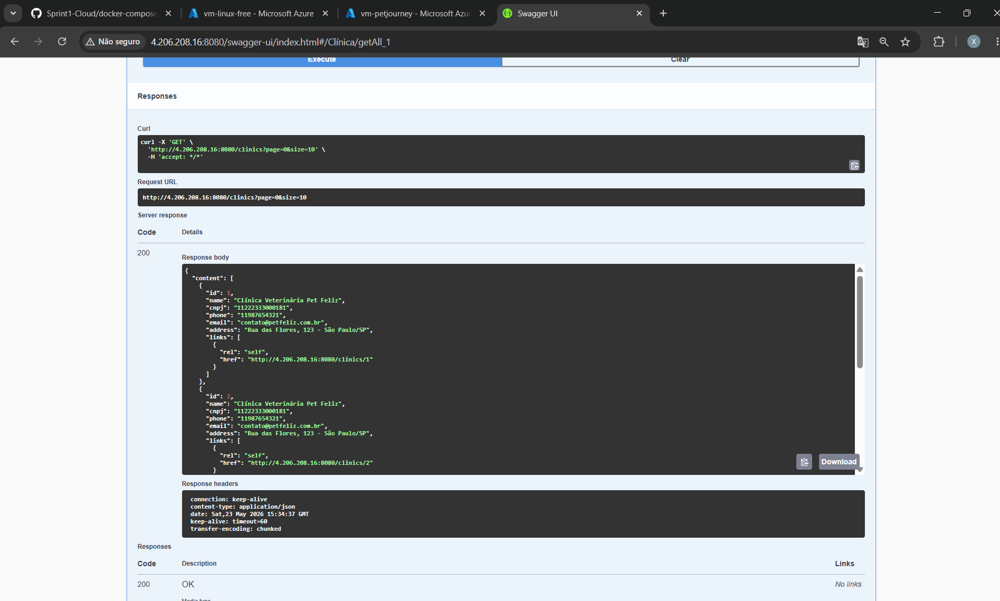 Sprint1-Cloud/docker-compose
vm-linux-free - Microsoft Azure
vm-petjourney - Microsoft Azur
Swagger UI
Não seguro
4.206.208.16:8080/swagger-ui/index.html#/Clínica/getAll_1
X
Execute
Clear
Responses
Curl
curl -X 'GET' \
'http://4.206.208.16:8080/clinics?page=0&size=10' \
-H 'accept: */*'
Request URL
http://4.206.208.16:8080/clinics?page=0&size=10
Server response
Code
Details
200
Response body
{
"content": [
{
"id": 1,
"name": "Clínica Veterinária Pet Feliz",
"cnpj": "11222333000181",
"phone": "11987654321",
"email": "contato@petfeliz.com.br",
"address": "Rua das Flores, 123 - São Paulo/SP",
"links": [
{
"rel": "self",
"href": "http://4.206.208.16:8080/clinics/1"
}
]
},
{
"id": 2,
"name": "Clínica Veterinária Pet Feliz",
"cnpj": "11222333000181",
"phone": "11987654321",
"email": "contato@petfeliz.com.br",
"address": "Rua das Flores, 123 - São Paulo/SP",
"links": [
{
"rel": "self",
"href": "http://4.206.208.16:8080/clinics/2"
}
Download
Response headers
connection: keep-alive
content-type: application/json
date: Sat,23 May 2026 15:34:37 GMT
keep-alive: timeout=60
transfer-encoding: chunked
Responses
Code
Description
Links
200
OK
No links
Media type